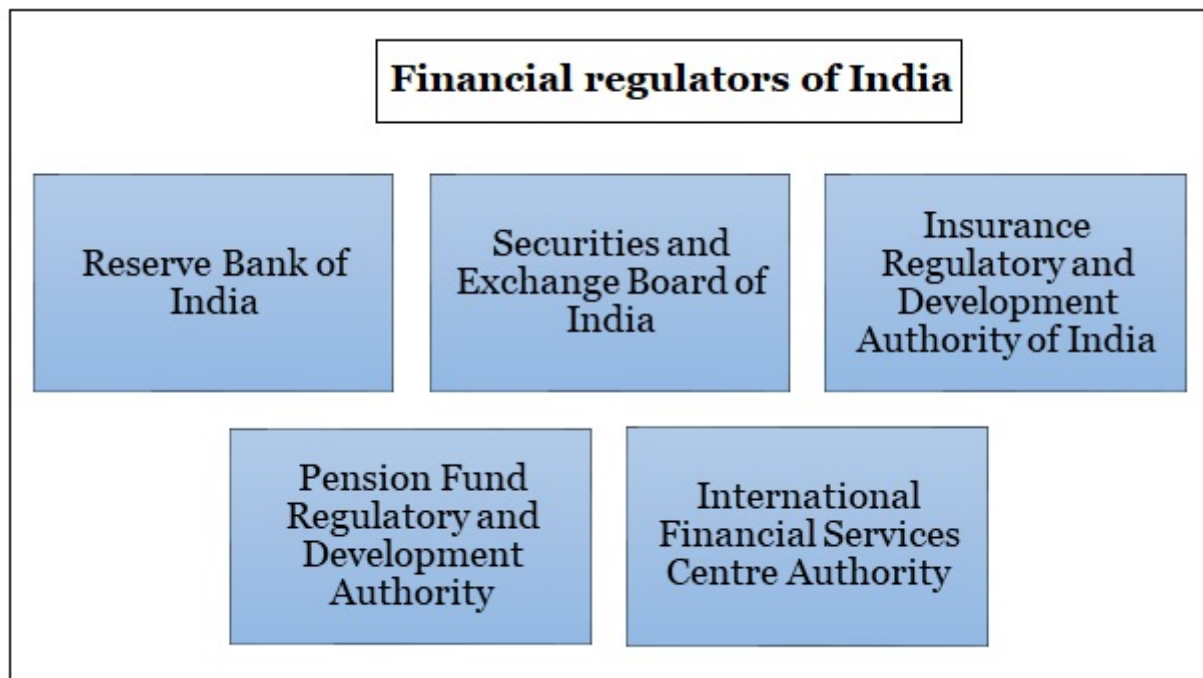 Financial regulators of India
Reserve Bank of
India
Securities and
Exchange Board of
India
Insurance
Regulatory and
Development
Authority of India
Pension Fund
Regulatory and
Development
Authority
International
Financial Services
Centre Authority